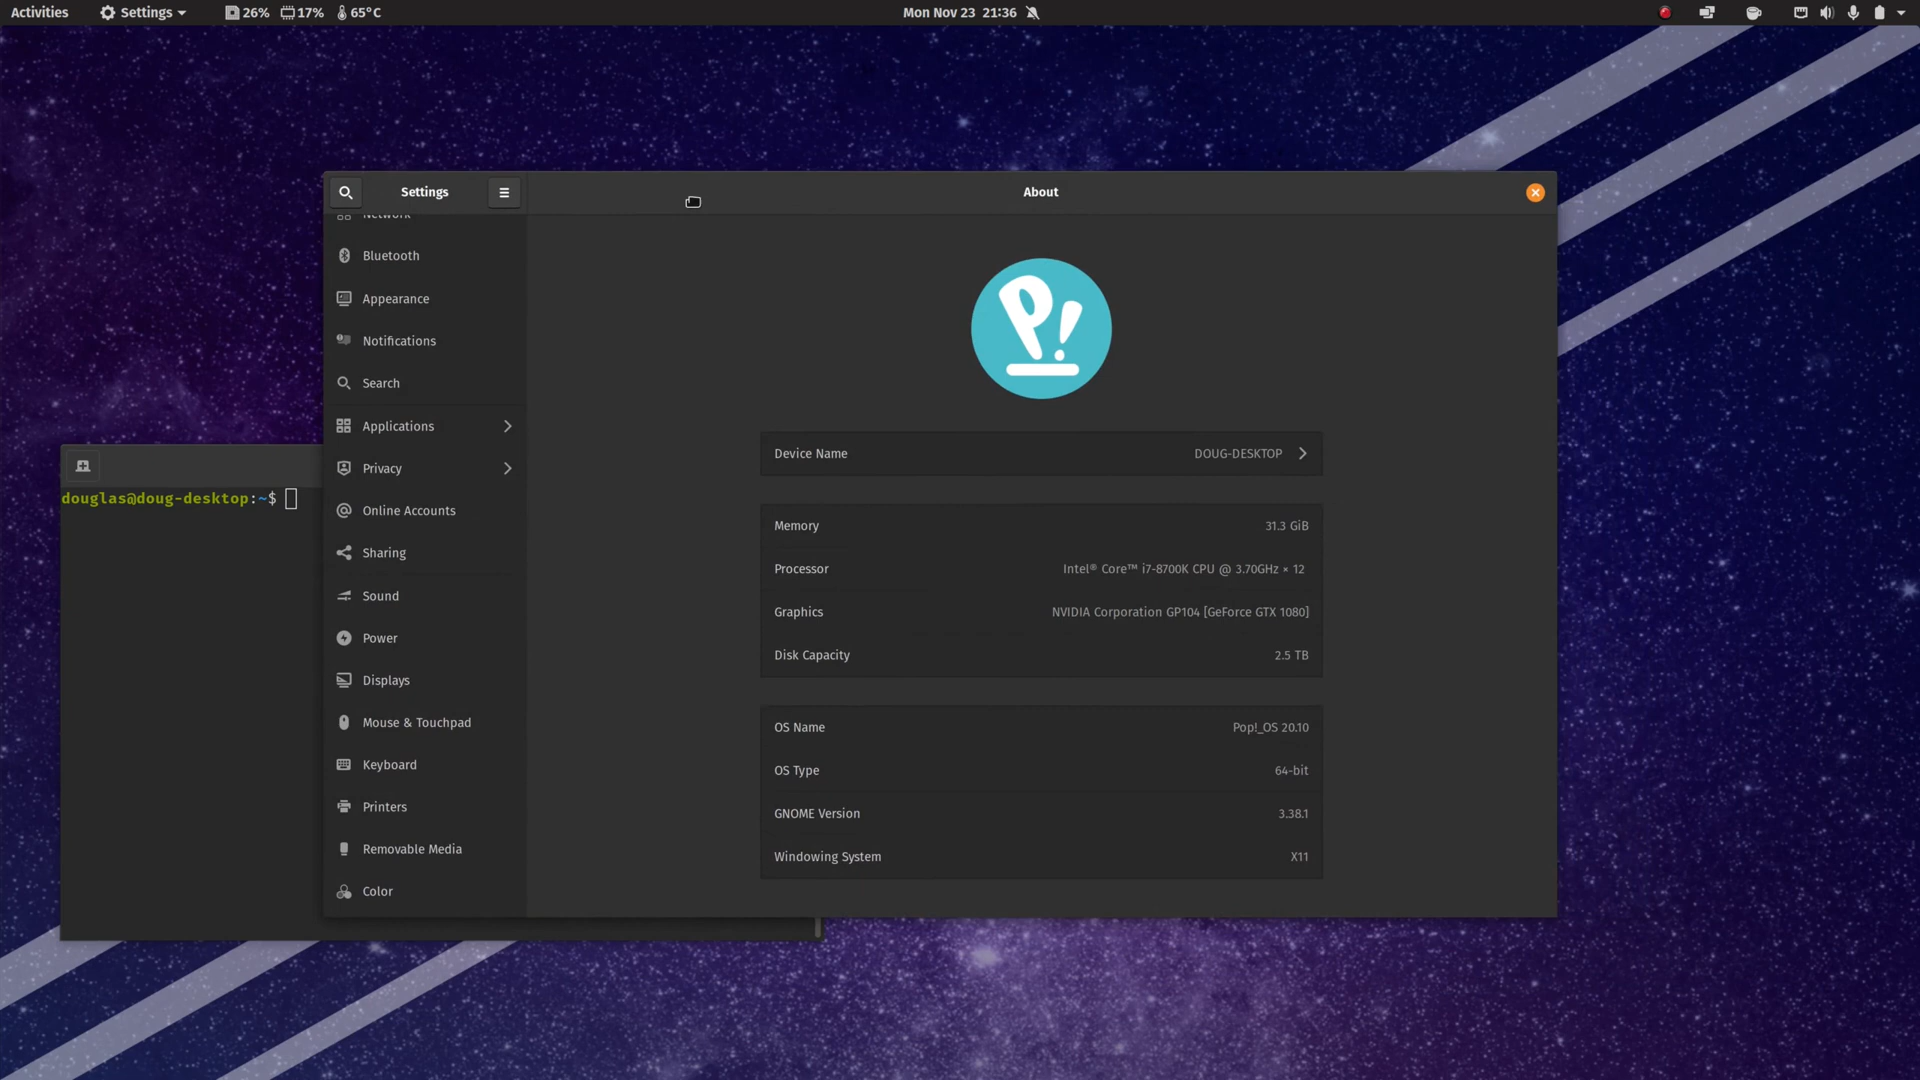 Activities
Settings
26%
17%
65°C
Mon Nov 23 21:36
Settings
About
Network
Bluetooth
Appearance
Notifications
Search
Applications
Privacy
Online Accounts
Sharing
Sound
Power
Displays
Mouse & Touchpad
Keyboard
Printers
Removable Media
Color
P!
Device Name DOUG-DESKTOP
Memory 31.3 GiB
Processor Intel® Core™ i7-8700K CPU @ 3.70GHz × 12
Graphics NVIDIA Corporation GP104 [GeForce GTX 1080]
Disk Capacity 2.5 TB
OS Name Pop!_OS 20.10
OS Type 64-bit
GNOME Version 3.38.1
Windowing System X11
douglas@doug-desktop:~$